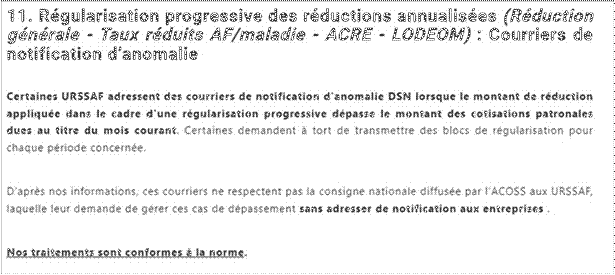 11. Régularisation progressive des réductions annualisées (Réduction
générale - Taux réduits AF/maladie - ACRE - LODEOM) : Courriers de
notification d'anomalie
Certaines URSSAF adressent des courriers de notification d'anomalie DSN lorsque le montant de réduction
appliquée dans le cadre d'une régularisation progressive dépasse le montant des cotisations patronales
dues au titre du mois courant. Certaines demandent à tort de transmettre des blocs de régularisation pour
chaque période concernée.
D'après nos informations, ces courriers ne respectent pas la consigne nationale diffusée par l'ACOSS aux URSSAF,
laquelle leur demande de gérer ces cas de dépassement sans adresser de notification aux entreprises .
Nos traitements sont conformes à la norme.